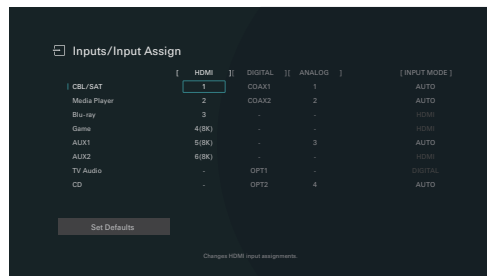 Inputs/Input Assign
[ HDMI ][ DIGITAL ][ ANALOG ] [ INPUT MODE ]
CBL/SAT 1 COAX1 1 AUTO
Media Player 2 COAX2 2 AUTO
Blu-ray 3 - - HDMI
Game 4(8K) - - HDMI
AUX1 5(8K) - 3 AUTO
AUX2 6(8K) - - HDMI
TV Audio - OPT1 - DIGITAL
CD - OPT2 4 AUTO
Set Defaults
Changes HDMI input assignments.